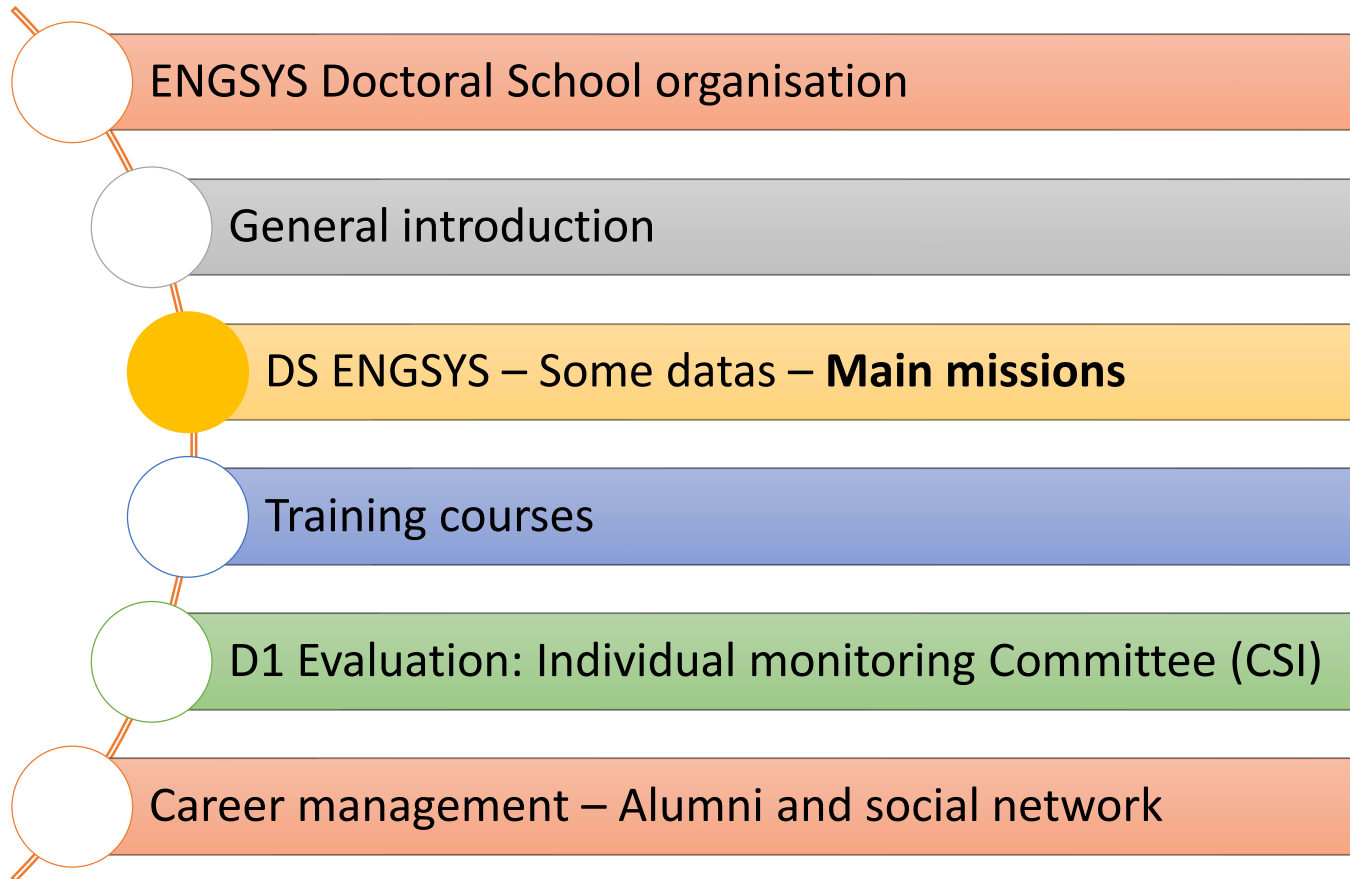 ENGSYS Doctoral School organisation
General introduction
DS ENGSYS – Some datas – Main missions
Training courses
D1 Evaluation: Individual monitoring Committee (CSI)
Career management – Alumni and social network